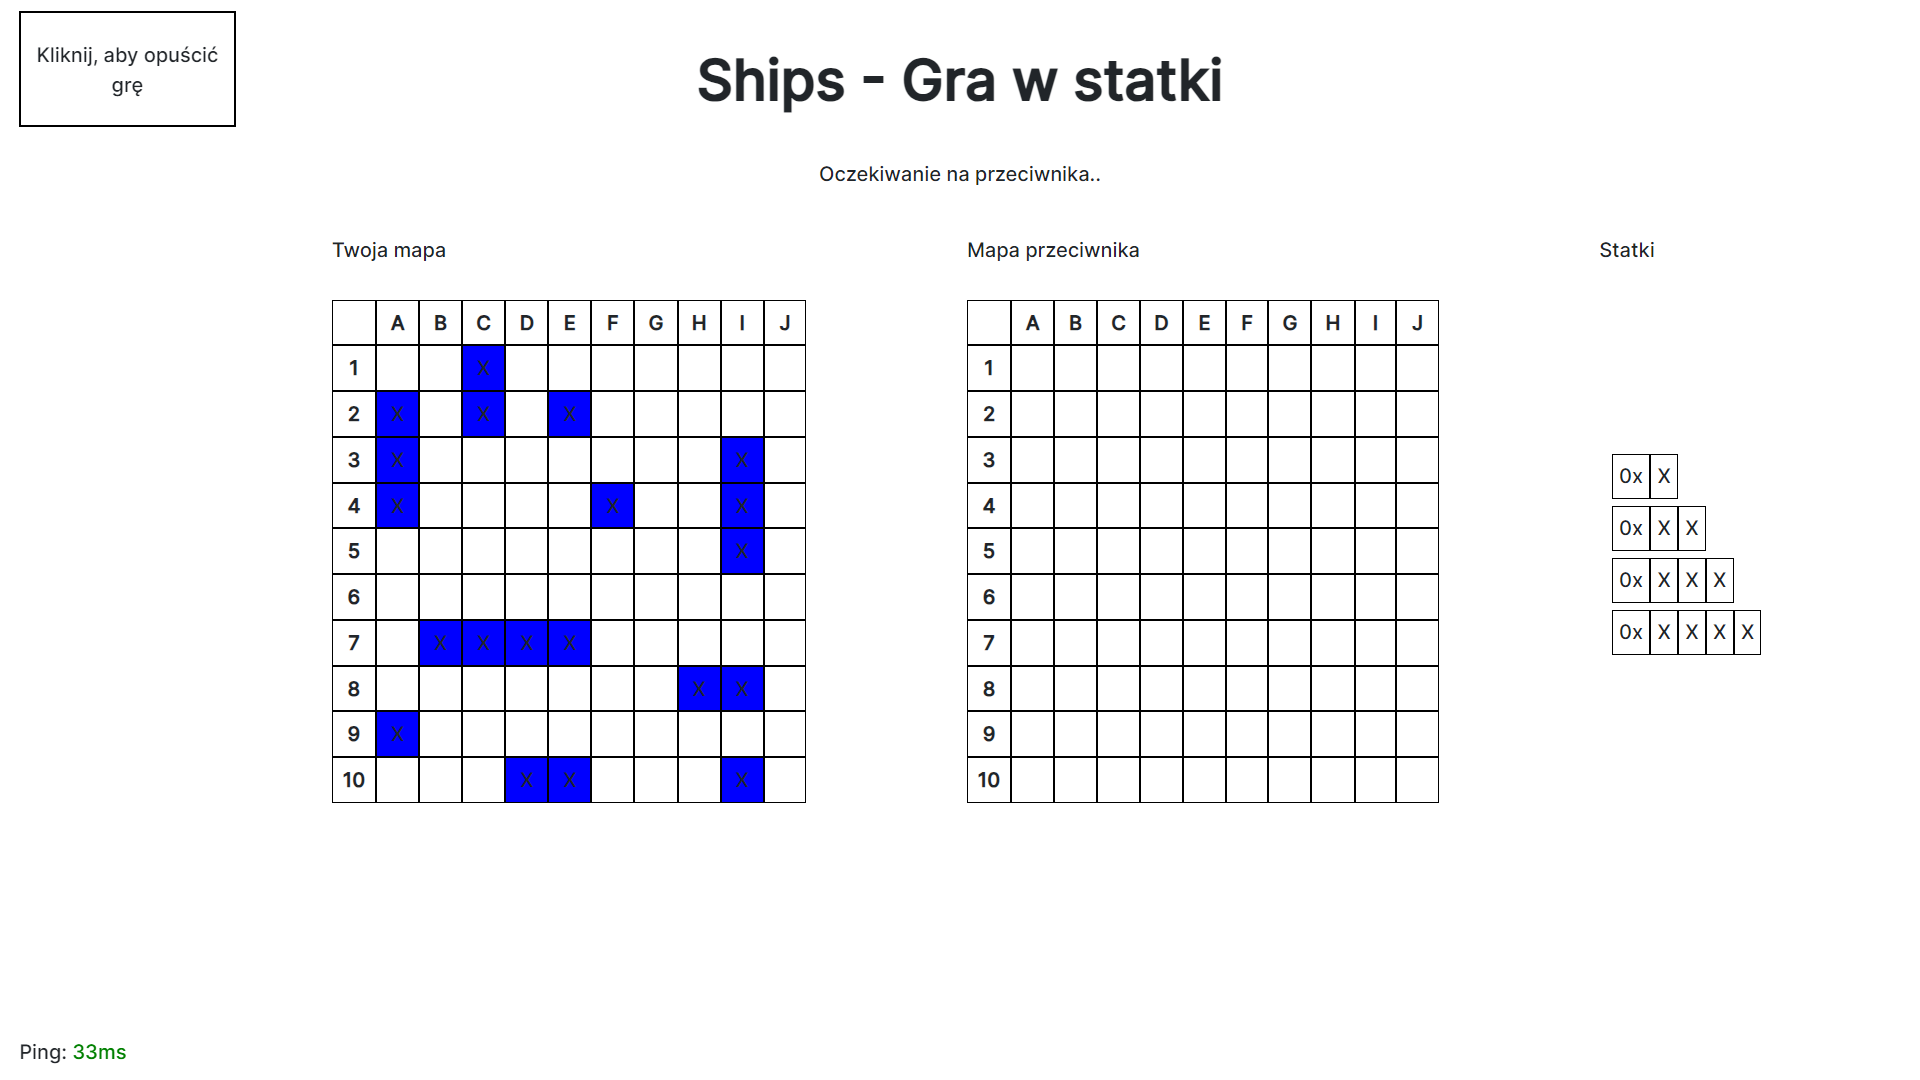 Kliknij, aby opuścić
grę
Ships - Gra w statki
Oczekiwanie na przeciwnika..
Twoja mapa
A B C D E F G H I J
1 X
2 X X X
3 X X
4 X X X
5 X
6
7 X X X X
8 X X
9 X
10 X X X
Mapa przeciwnika
A B C D E F G H I J
1
2
3
4
5
6
7
8
9
10
Statki
0x X
0x X X
0x X X X
0x X X X X
Ping: 33ms